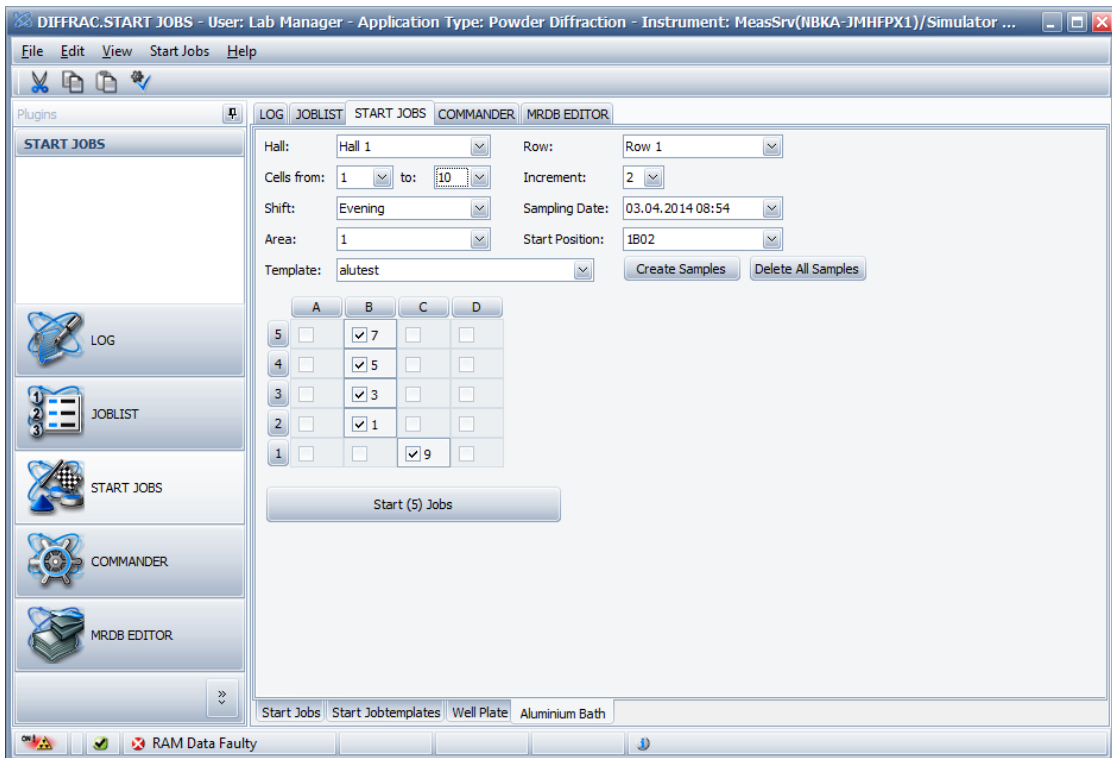 DIFFRAC.START JOBS - User: Lab Manager - Application Type: Powder Diffraction - Instrument: MeasSrv(NBKA-JMHFPX1)/Simulator ...
File Edit View Start Jobs Help
Plugins
START JOBS
LOG
JOBLIST
START JOBS
COMMANDER
MRDB EDITOR
LOG JOBLIST START JOBS COMMANDER MRDB EDITOR
Hall: Hall 1 Row: Row 1
Cells from: 1 to: 10 Increment: 2
Shift: Evening Sampling Date: 03.04.2014 08:54
Area: 1 Start Position: 1B02
Template: alutest Create Samples Delete All Samples
A B C D
5 7
4 5
3 3
2 1
1 9
Start (5) Jobs
Start Jobs Start Jobtemplates Well Plate Aluminium Bath
RAM Data Faulty